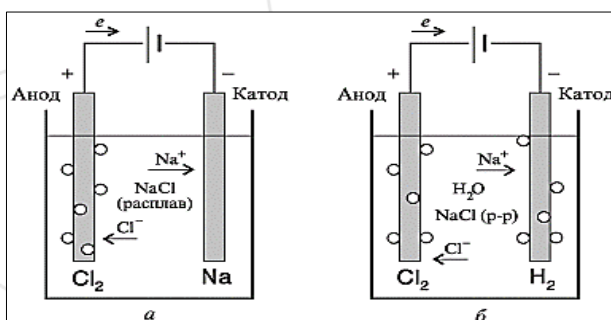 e
+
−
Анод
Катод
Na⁺
NaCl
(расплав)
Cl⁻
Cl₂
Na
а
e
+
−
Анод
Катод
Na⁺
H₂O
NaCl (р-р)
Cl⁻
Cl₂
H₂
б